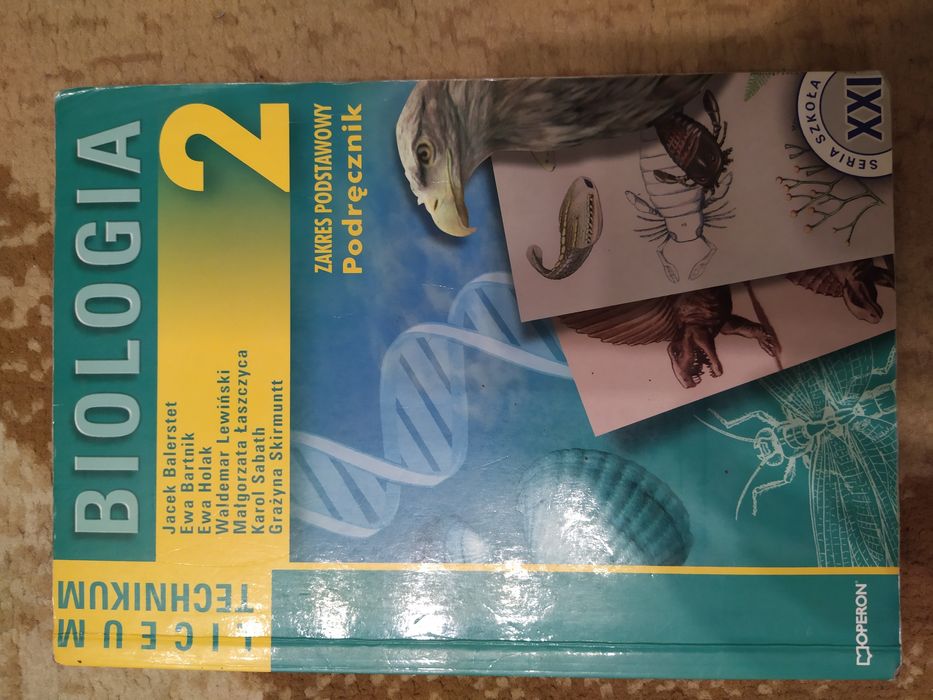 LICEUM
TECHNIKUM
BIOLOGIA
2
Jacek Balerstet
Ewa Bartnik
Ewa Holak
Waldemar Lewiński
Małgorzata Łaszczyca
Karol Sabath
Grażyna Skirmuntt
ZAKRES PODSTAWOWY
Podręcznik
XXI
SERIA SZKOŁA
OPERON